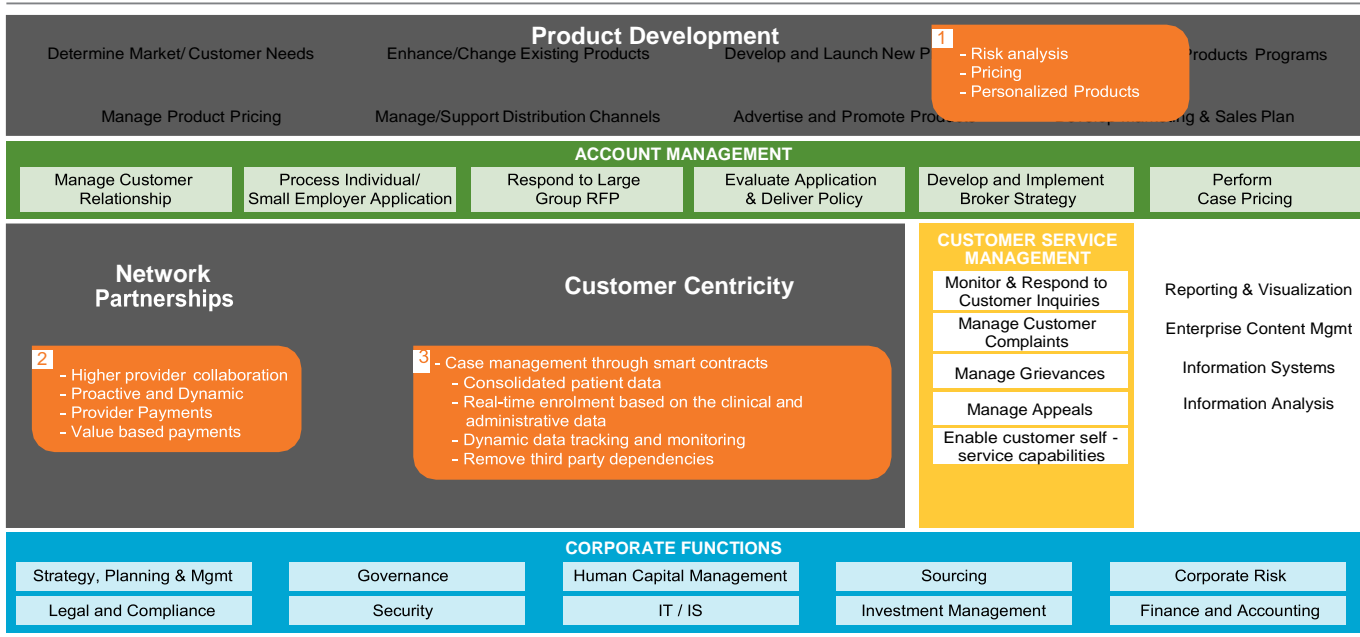 Product Development
Determine Market/ Customer Needs
Enhance/Change Existing Products
Develop and Launch New P
Products Programs
1
- Risk analysis
- Pricing
- Personalized Products
Manage Product Pricing
Manage/Support Distribution Channels
Advertise and Promote
& Sales Plan
ACCOUNT MANAGEMENT
Manage Customer
Relationship
Process Individual/
Small Employer Application
Respond to Large
Group RFP
Evaluate Application
& Deliver Policy
Develop and Implement
Broker Strategy
Perform
Case Pricing
Network
Partnerships
2
- Higher provider collaboration
- Proactive and Dynamic
- Provider Payments
- Value based payments
Customer Centricity
3
- Case management through smart contracts
- Consolidated patient data
- Real-time enrolment based on the clinical and
administrative data
- Dynamic data tracking and monitoring
- Remove third party dependencies
CUSTOMER SERVICE
MANAGEMENT
Monitor & Respond to
Customer Inquiries
Manage Customer
Complaints
Manage Grievances
Manage Appeals
Enable customer self -
service capabilities
Reporting & Visualization
Enterprise Content Mgmt
Information Systems
Information Analysis
CORPORATE FUNCTIONS
Strategy, Planning & Mgmt
Governance
Human Capital Management
Sourcing
Corporate Risk
Legal and Compliance
Security
IT / IS
Investment Management
Finance and Accounting